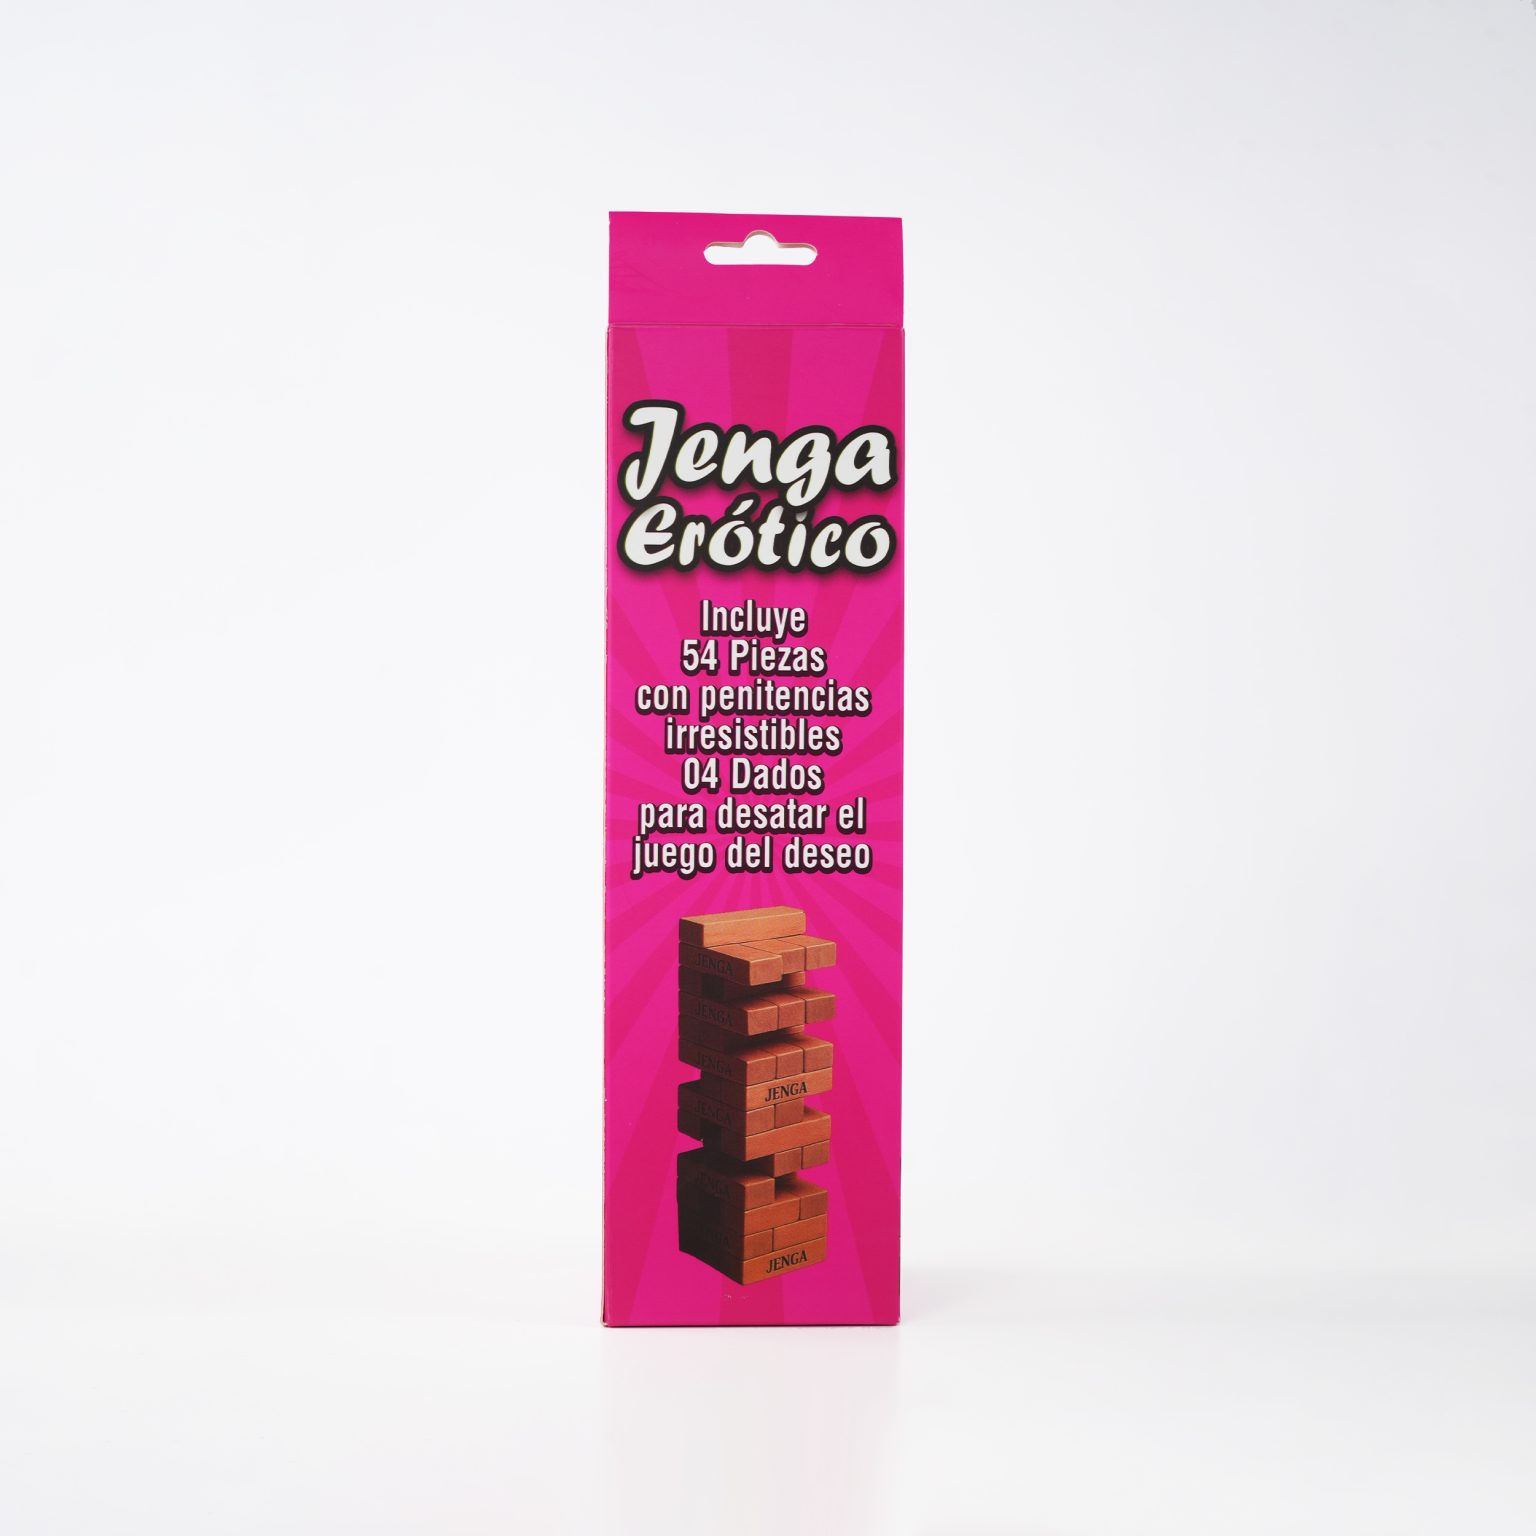 Jenga
Erótico
Incluye
54 Piezas
con penitencias
irresistibles
04 Dados
para desatar el
juego del deseo
JENGA
JENGA
JENGA
JENGA
JENGA
JENGA